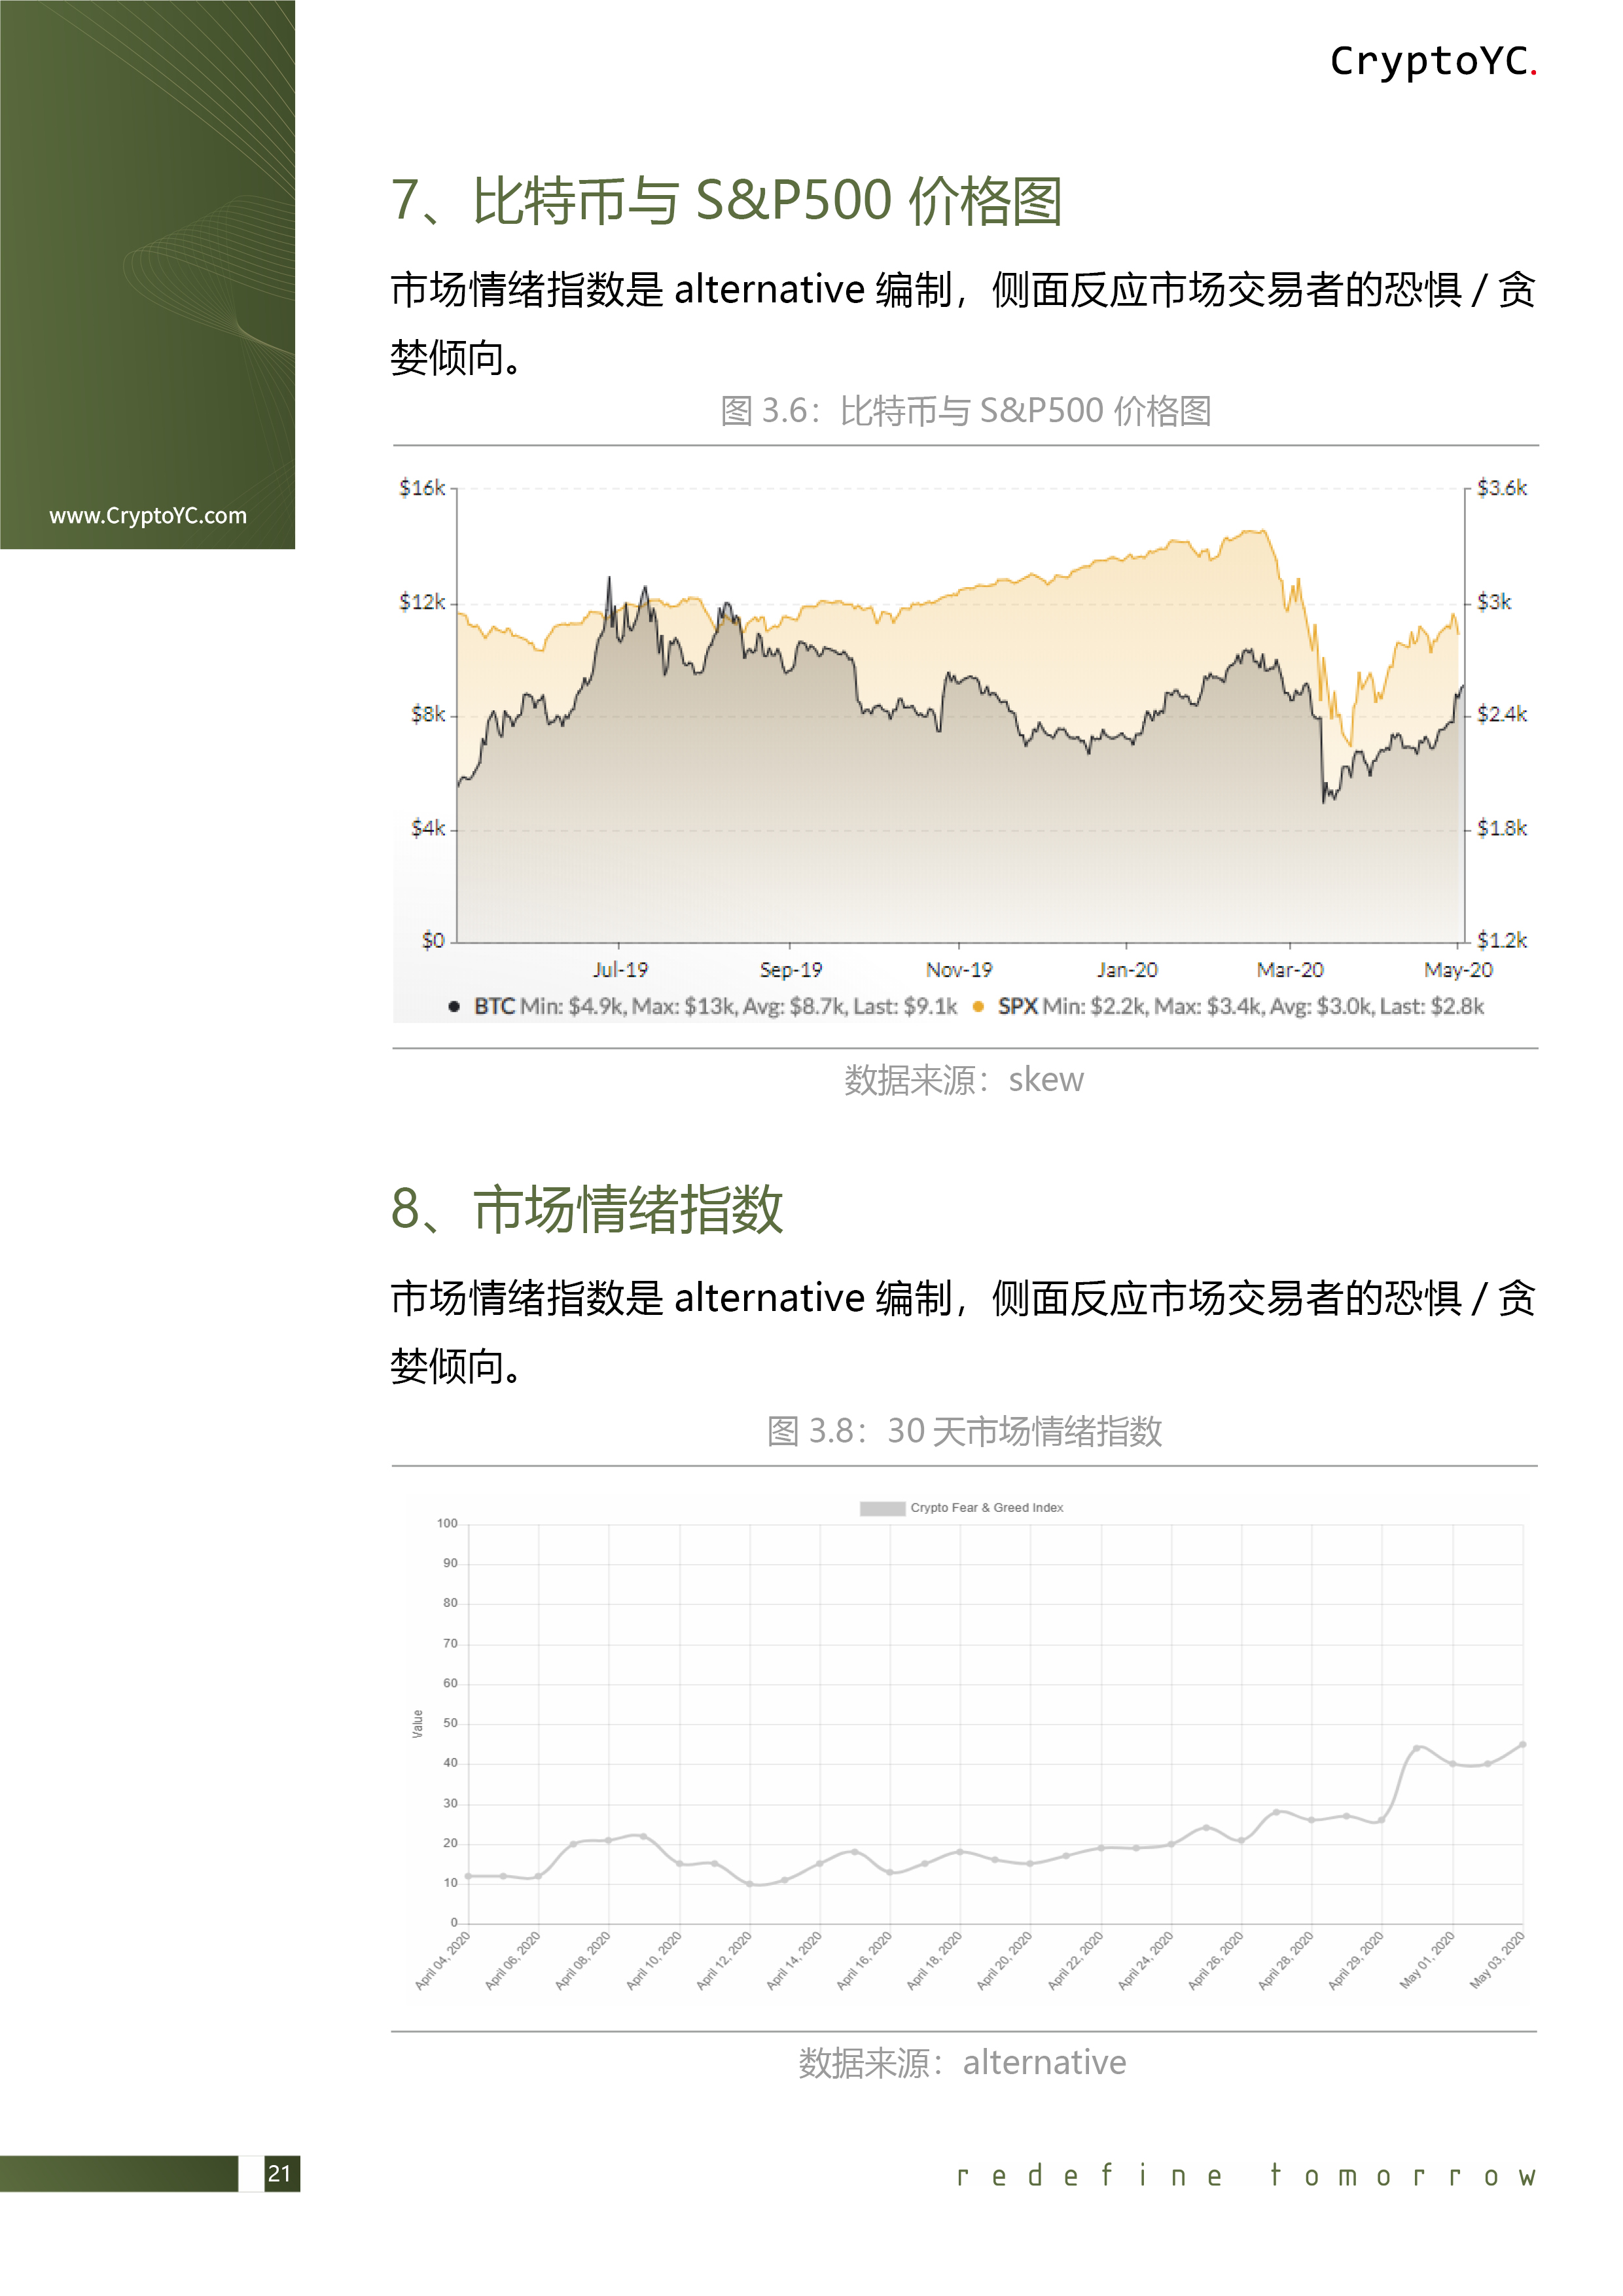 CryptoYC.
www.CryptoYC.com
7、比特币与 S&P500 价格图
市场情绪指数是 alternative 编制，侧面反应市场交易者的恐惧 / 贪
婪倾向。
图 3.6：比特币与 S&P500 价格图
$16k
$12k
$8k
$4k
$0
$3.6k
$3k
$2.4k
$1.8k
$1.2k
Jul-19 Sep-19 Nov-19 Jan-20 Mar-20 May-20
BTC Min: $4.9k, Max: $13k, Avg: $8.7k, Last: $9.1k SPX Min: $2.2k, Max: $3.4k, Avg: $3.0k, Last: $2.8k
数据来源：skew
8、市场情绪指数
市场情绪指数是 alternative 编制，侧面反应市场交易者的恐惧 / 贪
婪倾向。
图 3.8：30 天市场情绪指数
Crypto Fear & Greed Index
100
90
80
70
60
50
40
30
20
10
0
Value
April 04, 2020 April 06, 2020 April 08, 2020 April 10, 2020 April 12, 2020 April 14, 2020 April 16, 2020 April 18, 2020 April 20, 2020 April 22, 2020 April 24, 2020 April 26, 2020 April 28, 2020 April 29, 2020 May 01, 2020 May 03, 2020
数据来源：alternative
21
redefine tomorrow